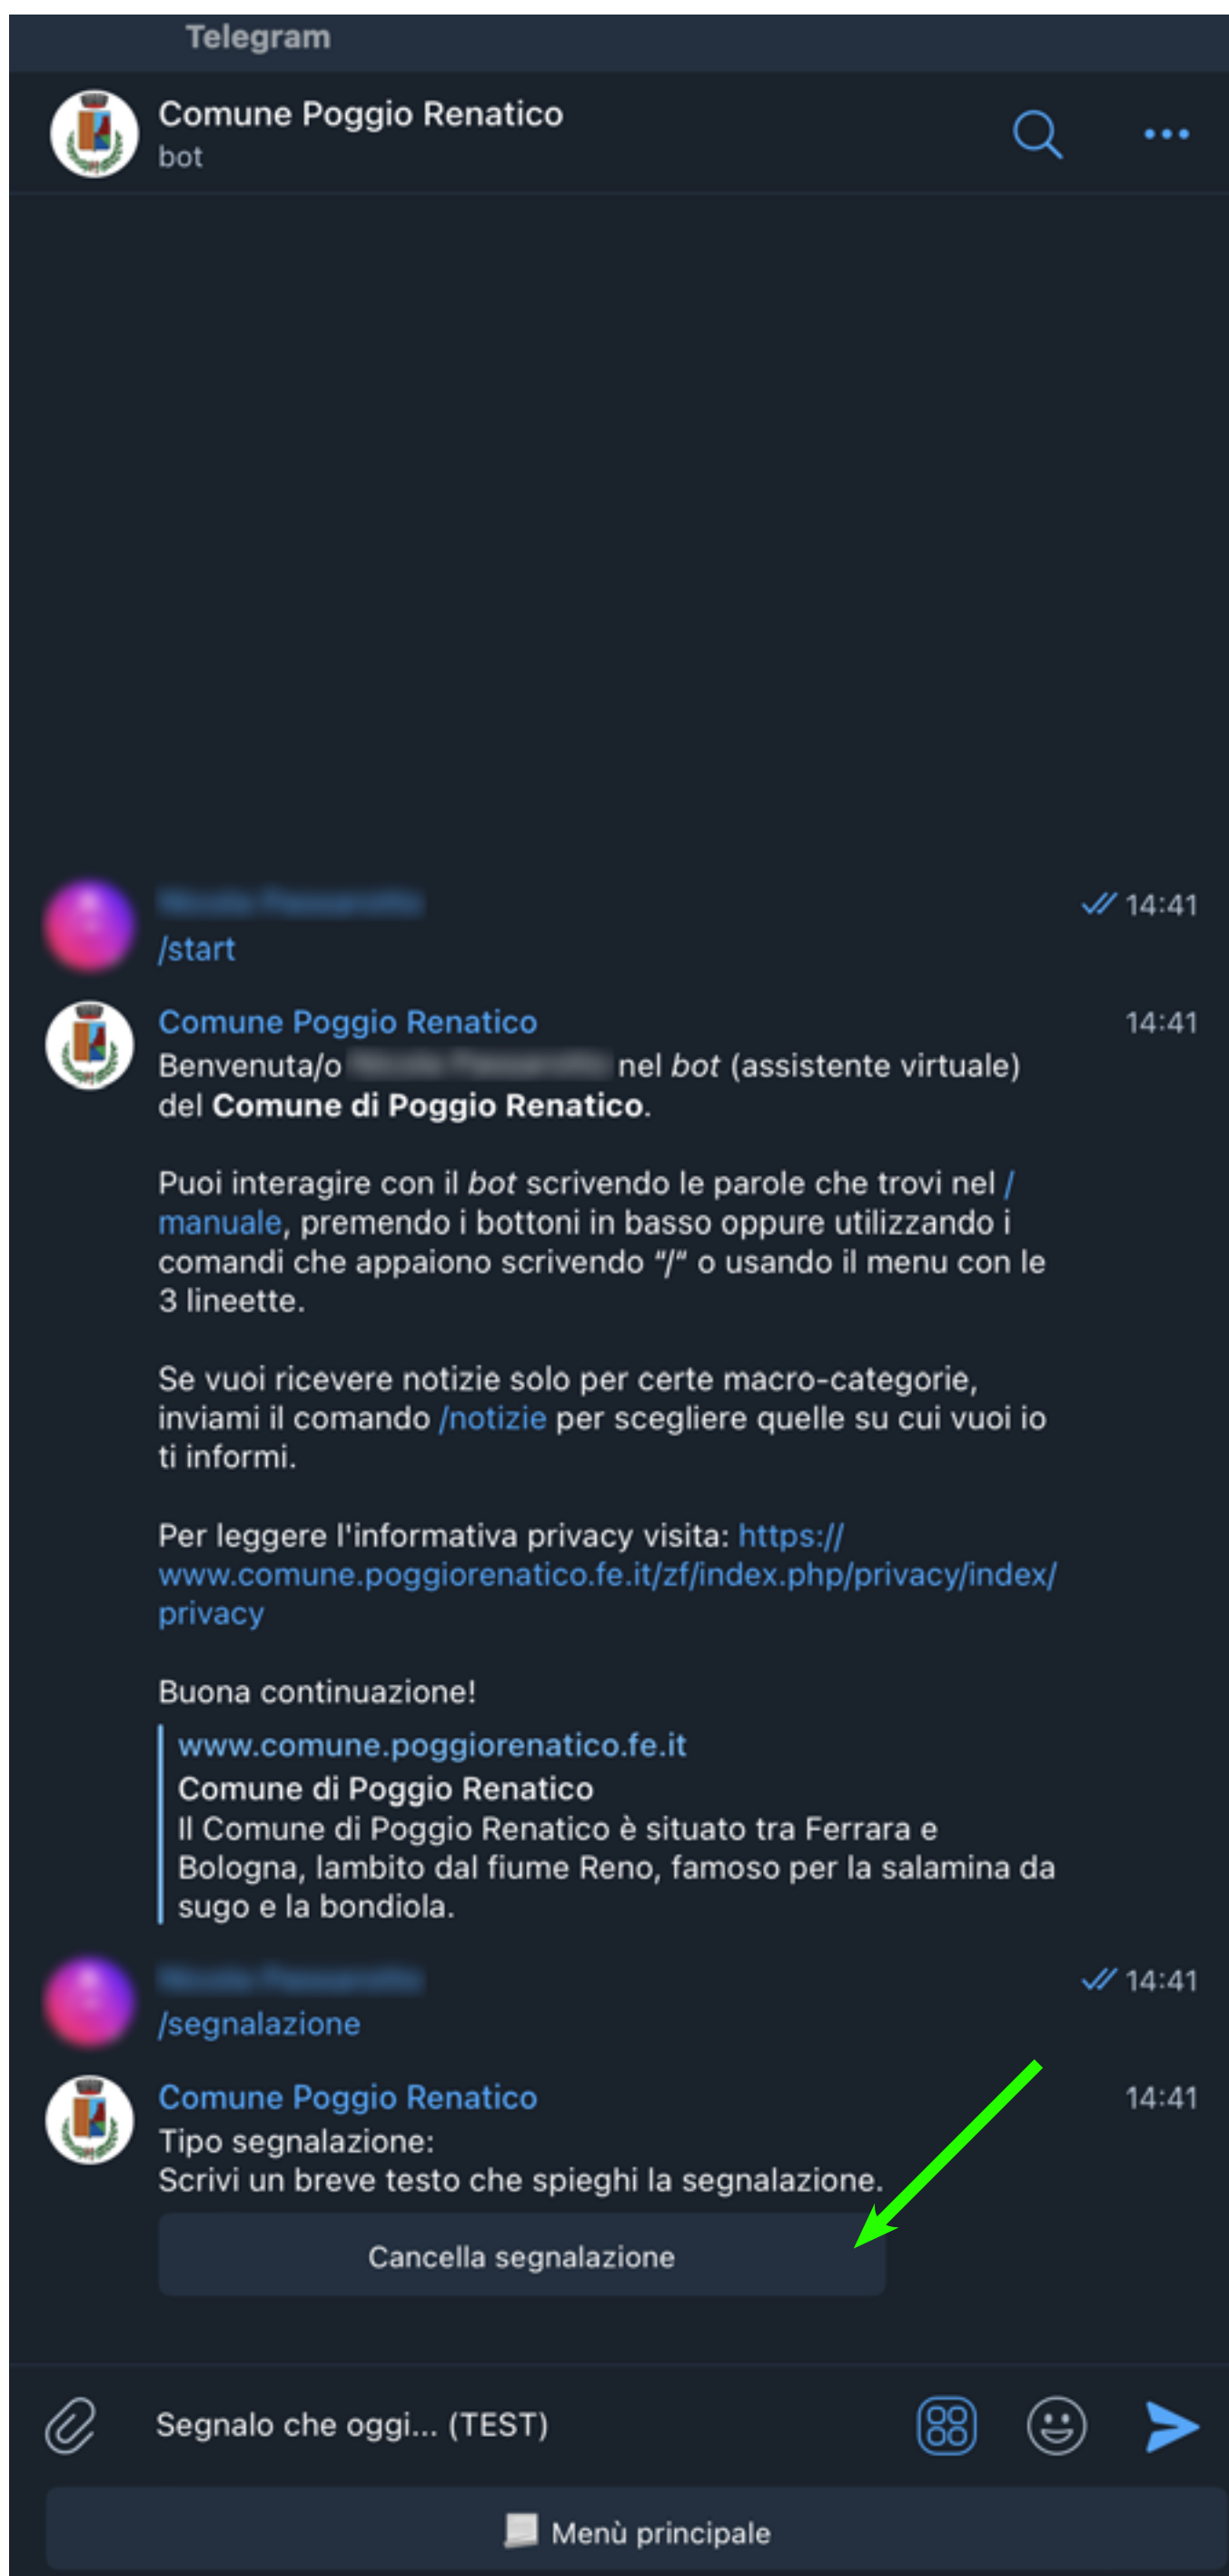 Telegram
Comune Poggio Renatico
bot
14:41
/start
Comune Poggio Renatico 14:41
Benvenuta/o nel bot (assistente virtuale)
del Comune di Poggio Renatico.
Puoi interagire con il bot scrivendo le parole che trovi nel /
manuale, premendo i bottoni in basso oppure utilizzando i
comandi che appaiono scrivendo “/“ o usando il menu con le
3 lineette.
Se vuoi ricevere notizie solo per certe macro-categorie,
inviami il comando /notizie per scegliere quelle su cui vuoi io
ti informi.
Per leggere l'informativa privacy visita: https://
www.comune.poggiorenatico.fe.it/zf/index.php/privacy/index/
privacy
Buona continuazione!
www.comune.poggiorenatico.fe.it
Comune di Poggio Renatico
Il Comune di Poggio Renatico è situato tra Ferrara e
Bologna, lambito dal fiume Reno, famoso per la salamina da
sugo e la bondiola.
14:41
/segnalazione
Comune Poggio Renatico 14:41
Tipo segnalazione:
Scrivi un breve testo che spieghi la segnalazione.
Cancella segnalazione
Segnalo che oggi... (TEST)
Menù principale